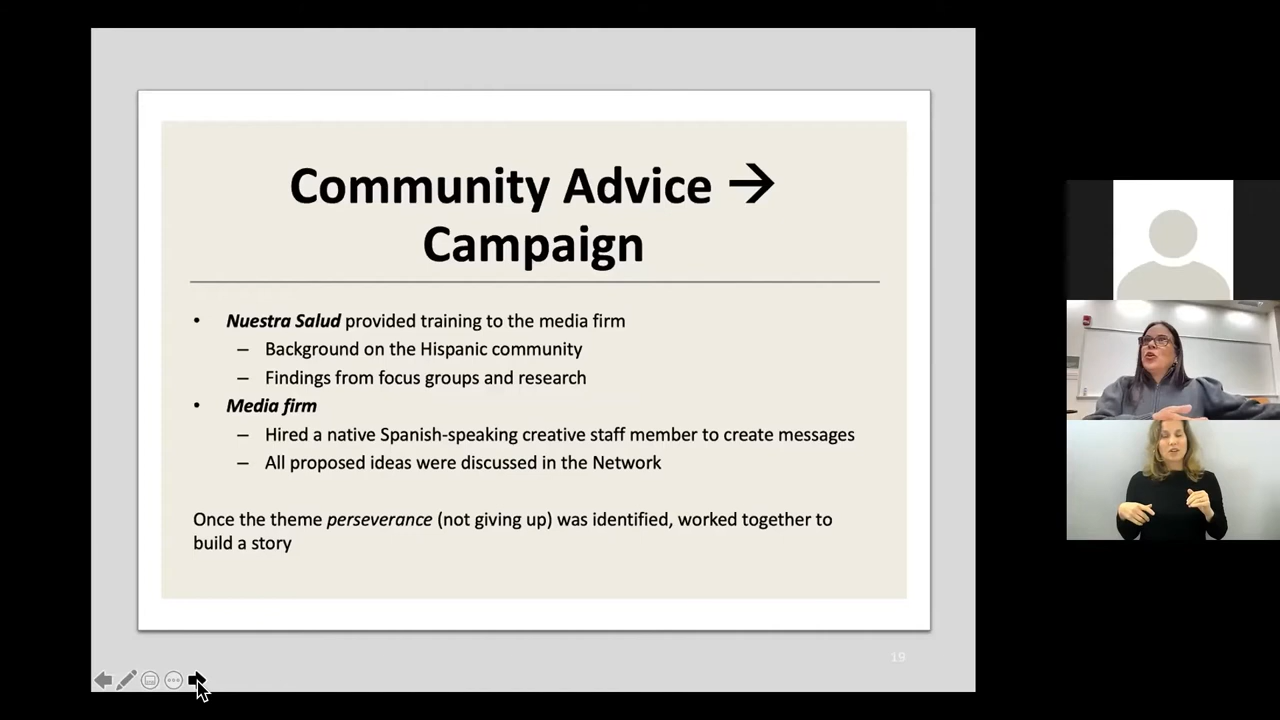 Community Advice →
Campaign
• Nuestra Salud provided training to the media firm
– Background on the Hispanic community
– Findings from focus groups and research
• Media firm
– Hired a native Spanish-speaking creative staff member to create messages
– All proposed ideas were discussed in the Network
Once the theme perseverance (not giving up) was identified, worked together to
build a story
19